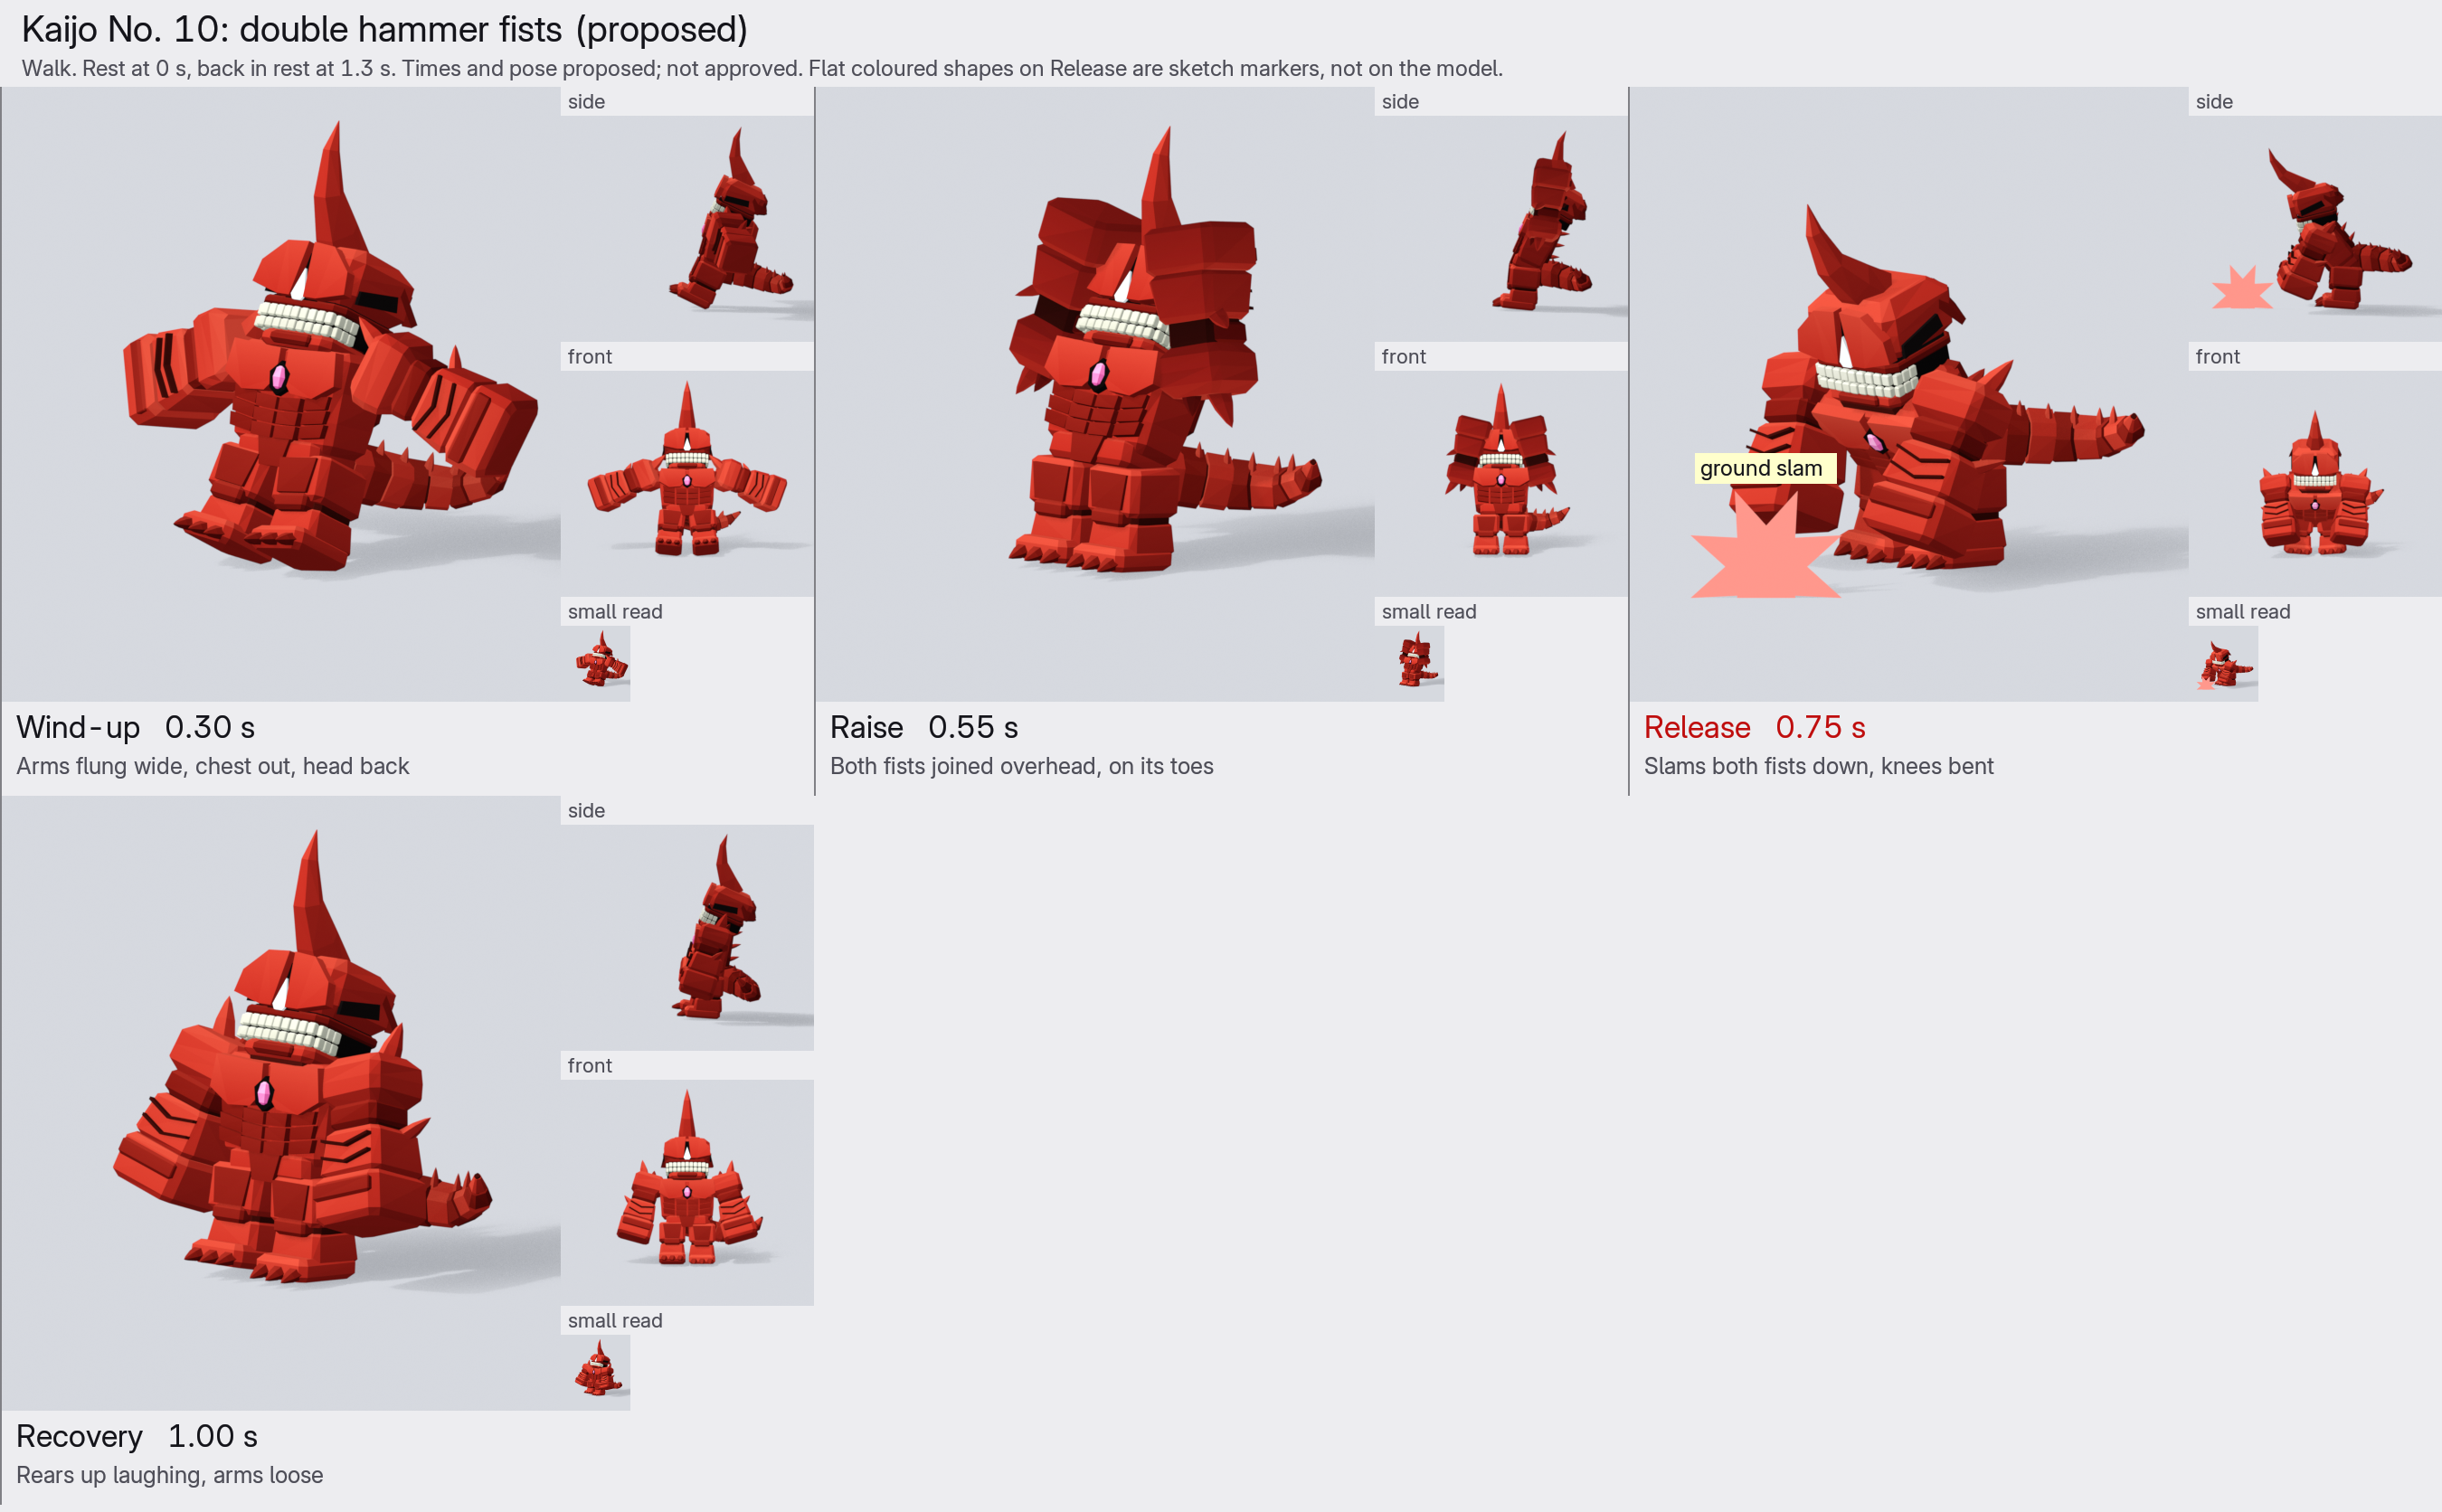 Kaijo No. 10: double hammer fists (proposed)
Walk. Rest at 0 s, back in rest at 1.3 s. Times and pose proposed; not approved. Flat coloured shapes on Release are sketch markers, not on the model.
side
front
small read
Wind-up 0.30 s
Arms flung wide, chest out, head back
side
front
small read
Raise 0.55 s
Both fists joined overhead, on its toes
ground slam
side
front
small read
Release 0.75 s
Slams both fists down, knees bent
side
front
small read
Recovery 1.00 s
Rears up laughing, arms loose